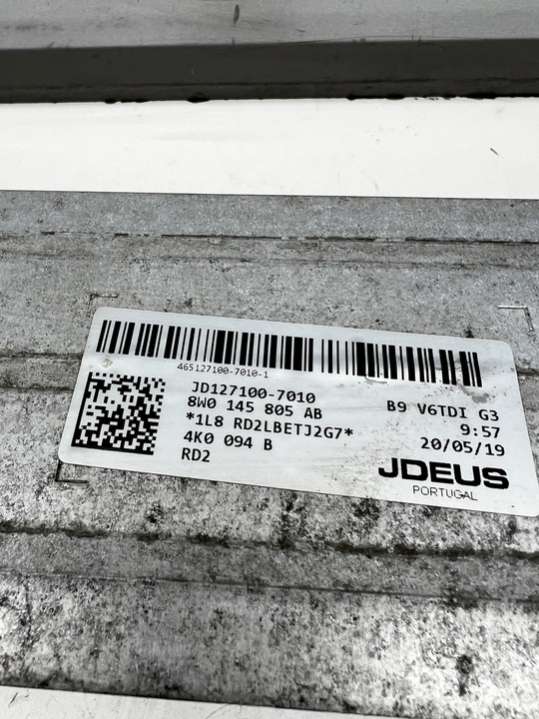 465127100-7010-1
JD127100-7010
8W0 145 805 AB
*1L8 RD2LBETJ2G7*
4K0 094 B
RD2
B9 V6TDI G3
9:57
20/05/19
JDEUS
PORTUGAL